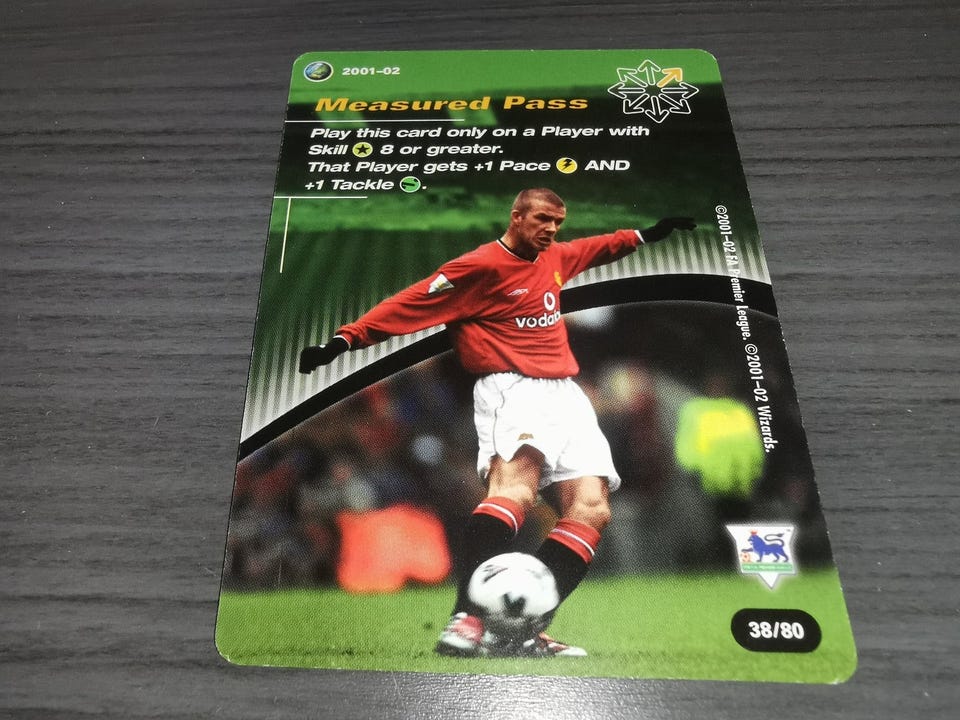 2001–02
Measured Pass
Play this card only on a Player with
Skill 8 or greater.
That Player gets +1 Pace AND
+1 Tackle .
©2001–02 FA Premier League. ©2001–02 Wizards.
vodaf
38/80